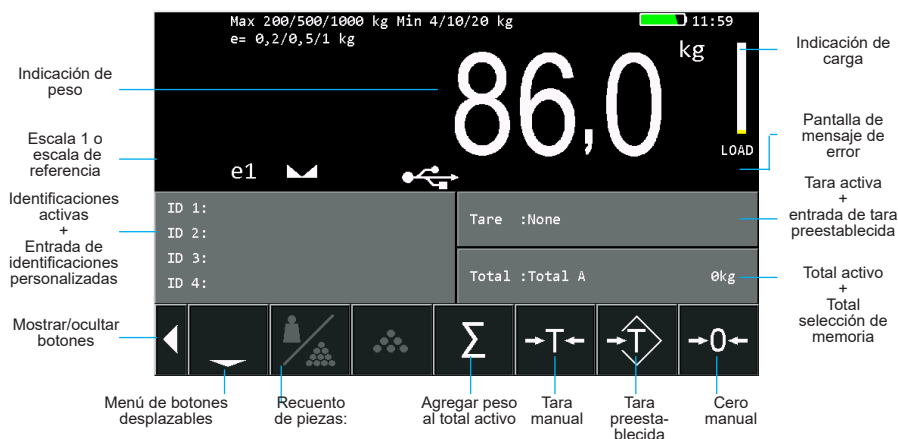 Max 200/500/1000 kg Min 4/10/20 kg
e= 0,2/0,5/1 kg
11:59
86,0
kg
LOAD
e1
ID 1:
ID 2:
ID 3:
ID 4:
Tare :None
Total :Total A 0kg
Σ
→T←
→T
→0←
Indicación de
peso
Escala 1 o
escala de
referencia
Identificaciones
activas
+
Entrada de
identificaciones
personalizadas
Mostrar/ocultar
botones
Indicación de
carga
Pantalla de
mensaje de
error
Tara activa
+
entrada de tara
preestablecida
Total activo
+
Total
selección de
memoria
Menú de botones
desplazables
Recuento
de piezas:
Agregar peso
al total activo
Tara
manual
Tara
preesta-
blecida
Cero
manual